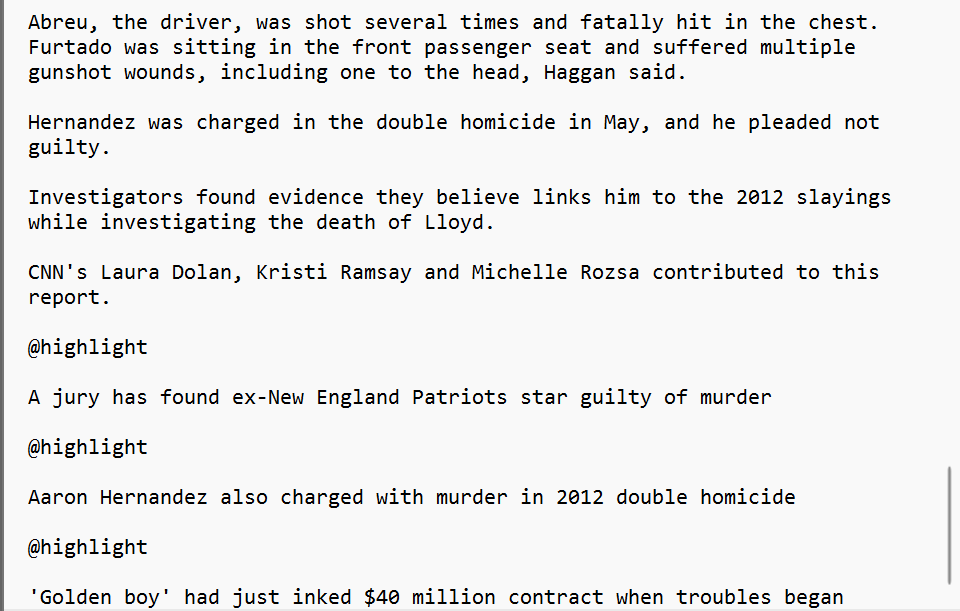 Abreu, the driver, was shot several times and fatally hit in the chest.
Furtado was sitting in the front passenger seat and suffered multiple
gunshot wounds, including one to the head, Haggan said.
Hernandez was charged in the double homicide in May, and he pleaded not
guilty.
Investigators found evidence they believe links him to the 2012 slayings
while investigating the death of Lloyd.
CNN's Laura Dolan, Kristi Ramsay and Michelle Rozsa contributed to this
report.
@highlight
A jury has found ex-New England Patriots star guilty of murder
@highlight
Aaron Hernandez also charged with murder in 2012 double homicide
@highlight
'Golden boy' had just inked $40 million contract when troubles began